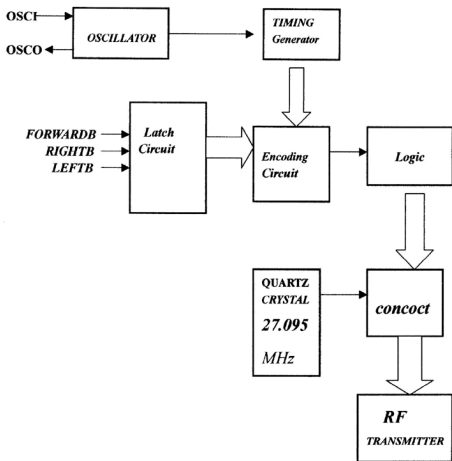 OSCI
OSCO
OSCILLATOR
TIMING
Generator
FORWARDB
RIGHTB
LEFTB
Latch
Circuit
Encoding
Circuit
Logic
QUARTZ
CRYSTAL
27.095
MHz
concoct
RF
TRANSMITTER